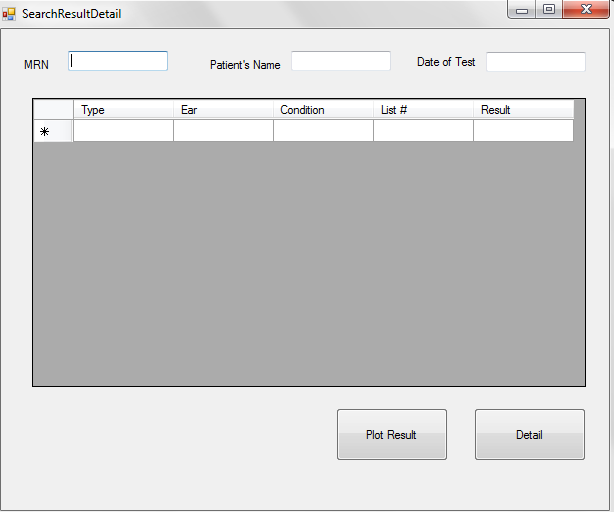 SearchResultDetail
MRN Patient's Name Date of Test
Type Ear Condition List # Result
Plot Result Detail